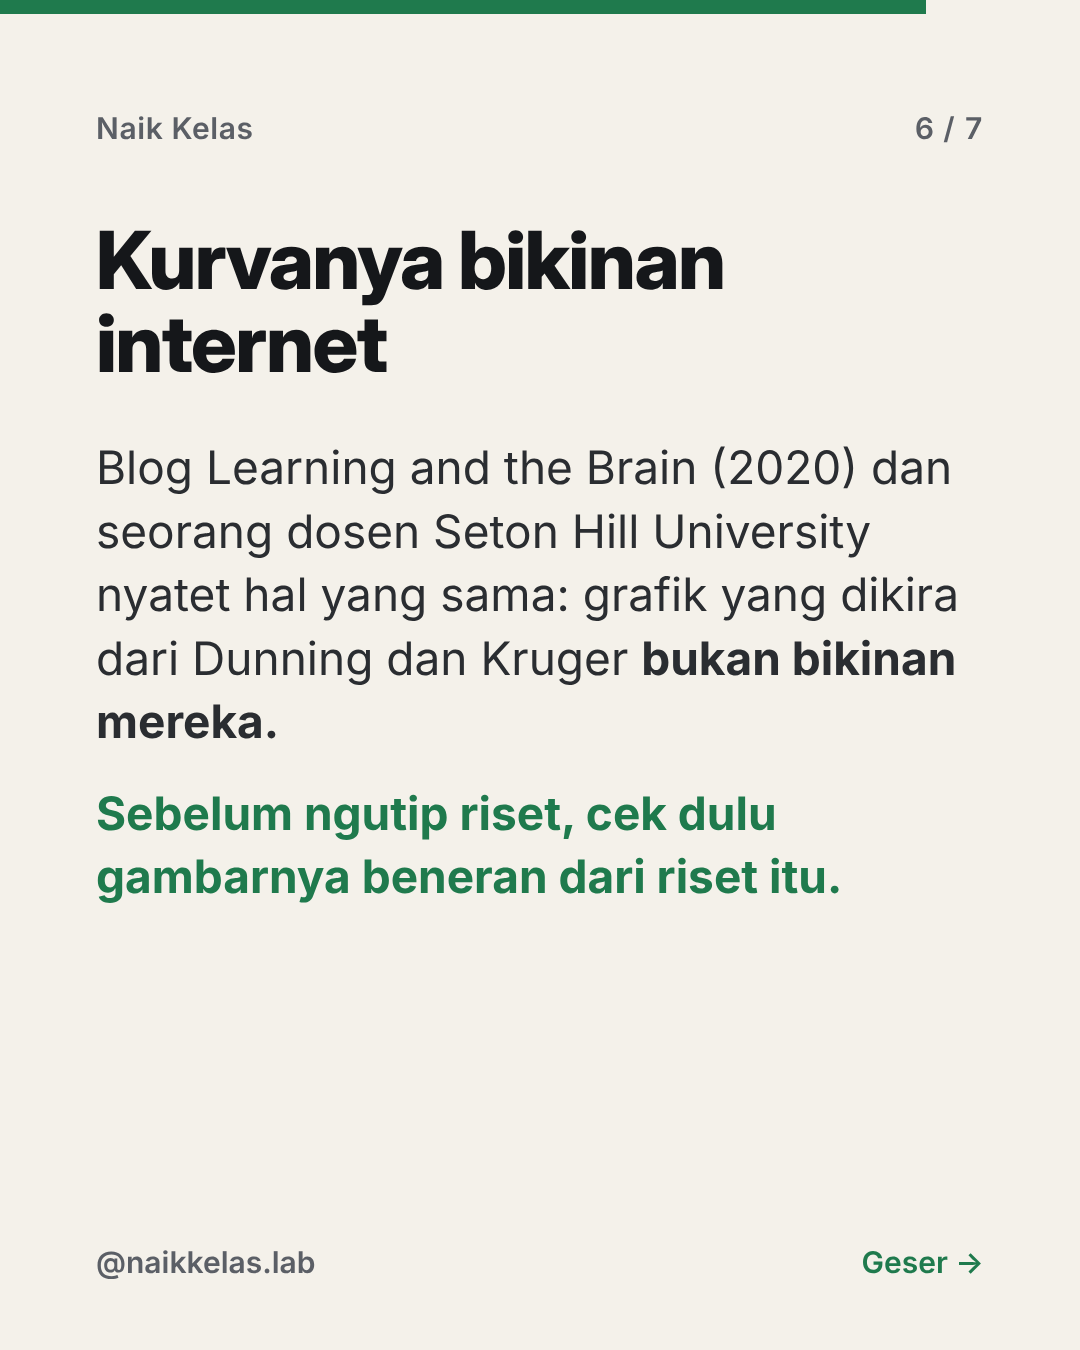 Naik Kelas
6 / 7
Kurvanya bikinan
internet
Blog Learning and the Brain (2020) dan
seorang dosen Seton Hill University
nyatet hal yang sama: grafik yang dikira
dari Dunning dan Kruger bukan bikinan
mereka.
Sebelum ngutip riset, cek dulu
gambarnya beneran dari riset itu.
@naikkelas.lab
Geser →